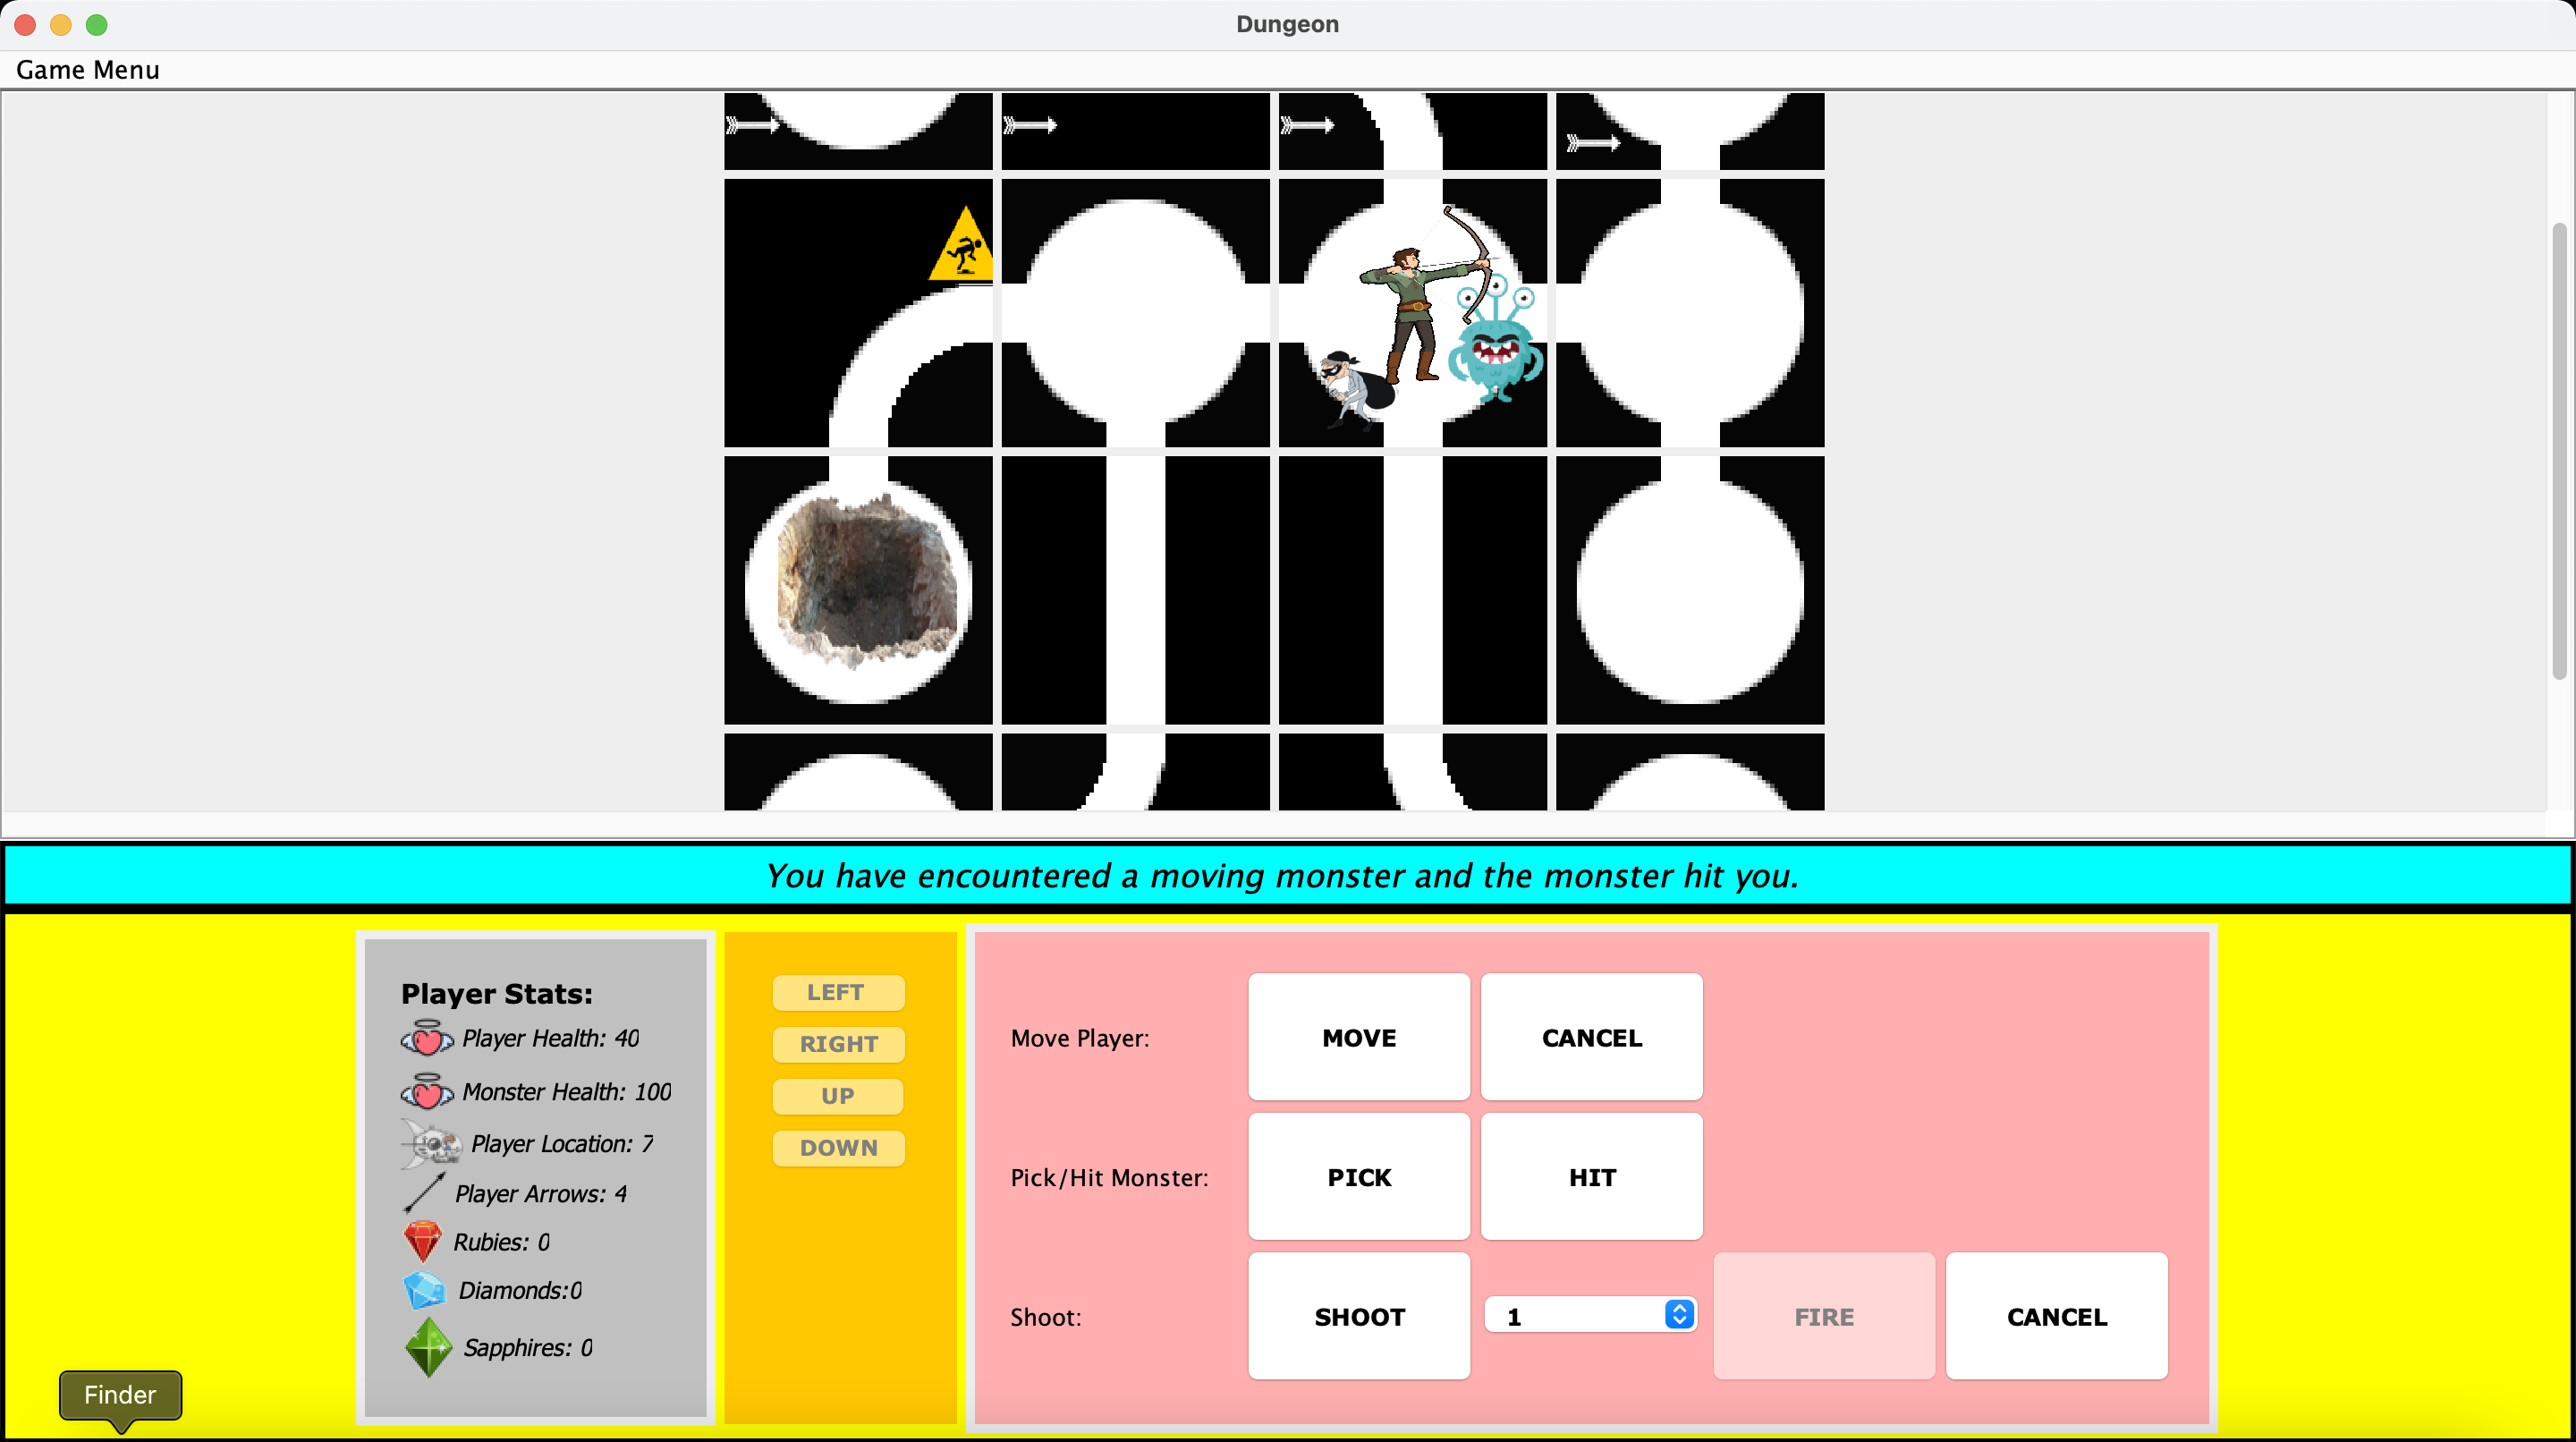 Dungeon
Game Menu
You have encountered a moving monster and the monster hit you.
Player Stats:
Player Health: 40
Monster Health: 100
Player Location: 7
Player Arrows: 4
Rubies: 0
Diamonds:0
Sapphires: 0
LEFT
RIGHT
UP
DOWN
Move Player: MOVE CANCEL
Pick/Hit Monster: PICK HIT
Shoot: SHOOT 1 FIRE CANCEL
Finder